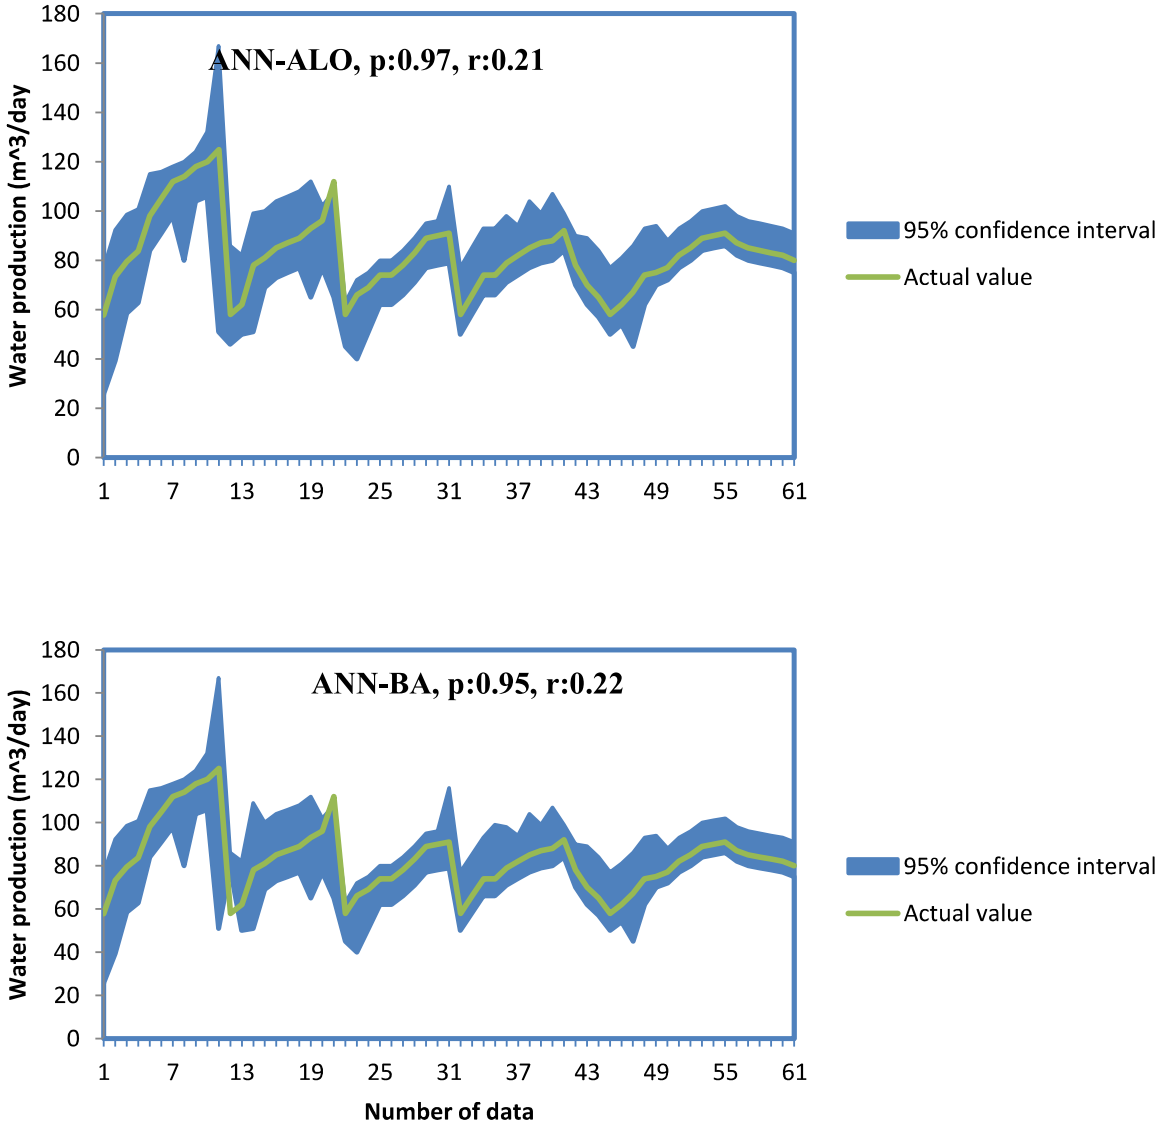 180
160
140
120
100
80
60
40
20
0
Water production (m^3/day
ANN-ALO, p:0.97, r:0.21
1 7 13 19 25 31 37 43 49 55 61
95% confidence interval
Actual value
180
160
140
120
100
80
60
40
20
0
Water production (m^3/day)
ANN-BA, p:0.95, r:0.22
1 7 13 19 25 31 37 43 49 55 61
Number of data
95% confidence interval
Actual value